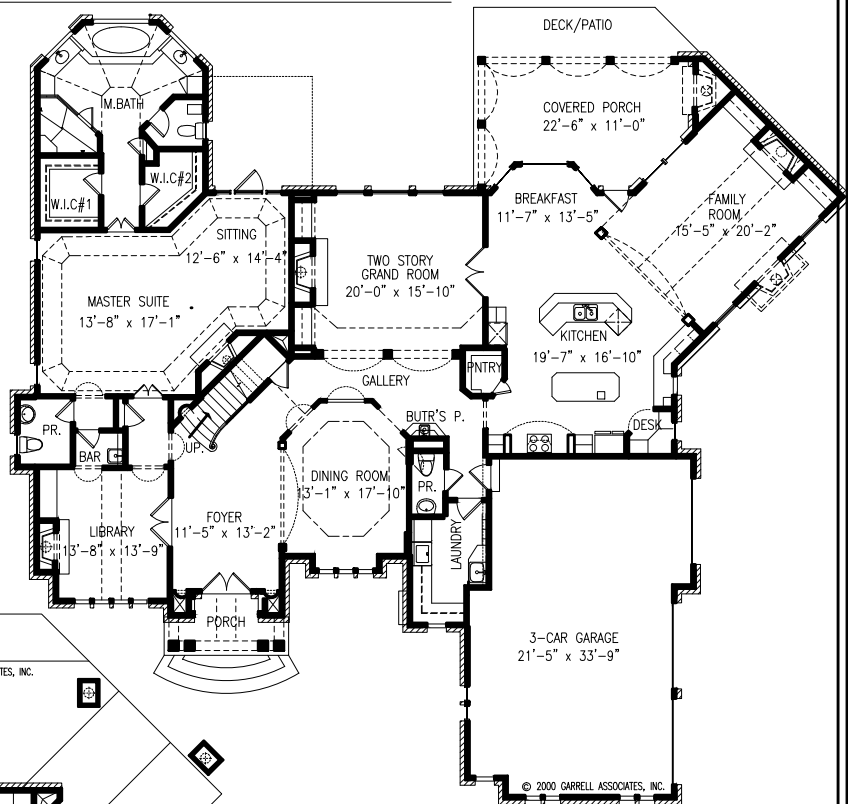 DECK/PATIO
M.BATH
COVERED PORCH
22'-6" x 11'-0"
W.I.C#1
W.I.C#2
BREAKFAST
11'-7" x 13'-5"
FAMILY
ROOM
15'-5" x 20'-2"
SITTING
12'-6" x 14'-4"
TWO STORY
GRAND ROOM
20'-0" x 15'-10"
MASTER SUITE
13'-8" x 17'-1"
KITCHEN
19'-7" x 16'-10"
PNTRY
GALLERY
BUTR'S P.
DESK
PR.
BAR
UP.
DINING ROOM
13'-1" x 17'-10"
PR.
LIBRARY
13'-8" x 13'-9"
FOYER
11'-5" x 13'-2"
LAUNDRY
PORCH
3-CAR GARAGE
21'-5" x 33'-9"
TES, INC.
© 2000 GARRELL ASSOCIATES, INC.